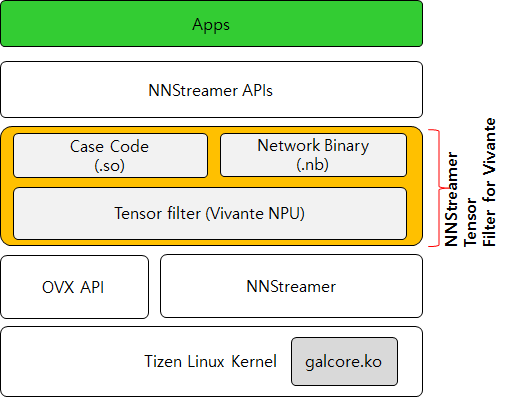 Apps
NNStreamer APIs
Case Code
(.so)
Network Binary
(.nb)
Tensor filter (Vivante NPU)
NNStreamer
Tensor
Filter for Vivante
OVX API
NNStreamer
Tizen Linux Kernel
galcore.ko